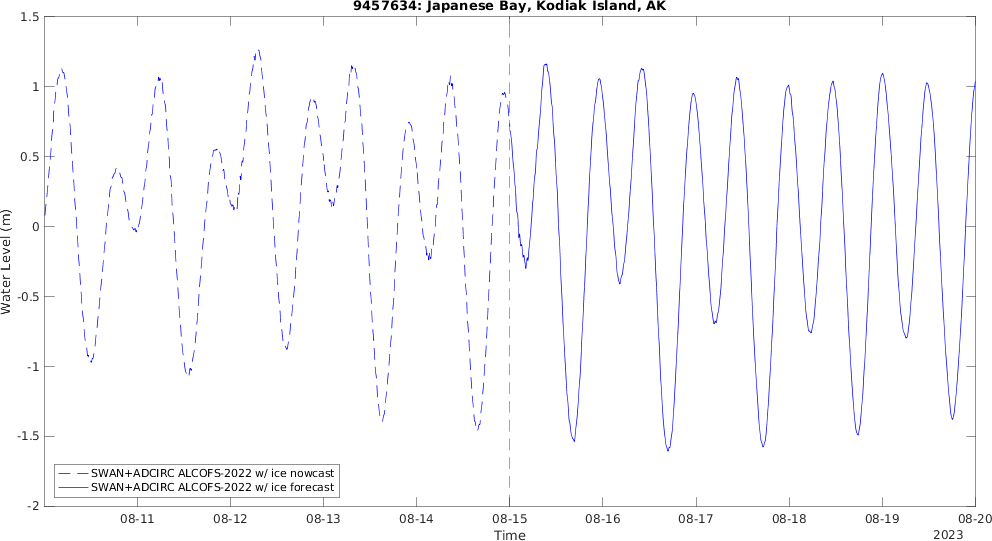 9457634: Japanese Bay, Kodiak Island, AK
1.5
1
0.5
0
-0.5
-1
-1.5
-2
Water Level (m)
SWAN+ADCIRC ALCOFS-2022 w/ ice nowcast
SWAN+ADCIRC ALCOFS-2022 w/ ice forecast
08-11 08-12 08-13 08-14 08-15 08-16 08-17 08-18 08-19 08-20
Time
2023